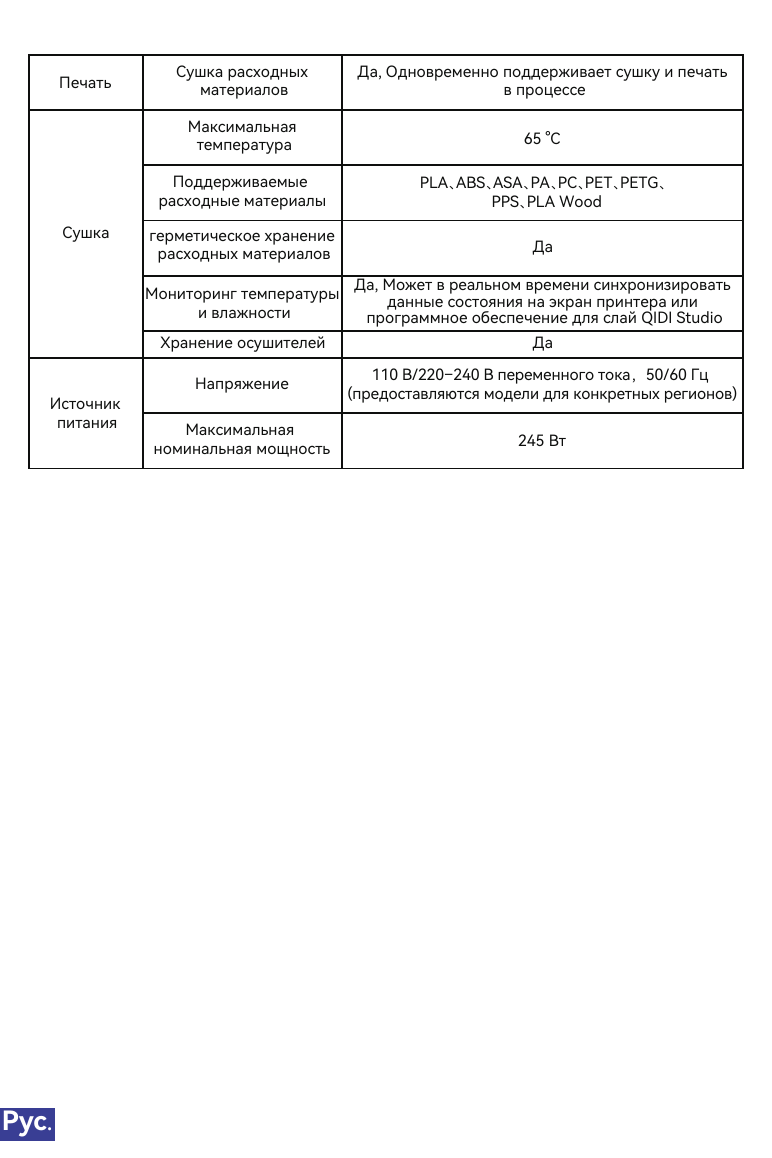 Печать
Сушка расходных
материалов
Да, Одновременно поддерживает сушку и печать
в процессе
Сушка
Максимальная
температура
65 °C
Поддерживаемые
расходные материалы
PLA、ABS、ASA、PA、PC、PET、PETG、
PPS、PLA Wood
герметическое хранение
расходных материалов
Да
Мониторинг температуры
и влажности
Да, Может в реальном времени синхронизировать
данные состояния на экран принтера или
программное обеспечение для слай QIDI Studio
Хранение осушителей
Да
Источник
питания
Напряжение
110 В/220–240 В переменного тока，50/60 Гц
(предоставляются модели для конкретных регионов)
Максимальная
номинальная мощность
245 Вт
Рус.